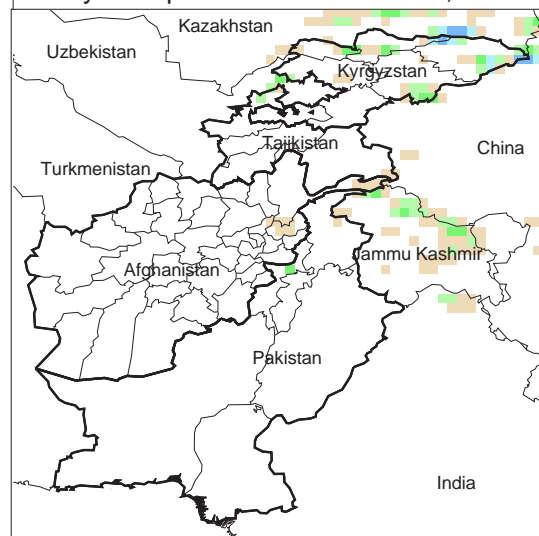 Kazakhstan
Uzbekistan
Kyrgyzstan
Tajikistan
China
Turkmenistan
Jammu Kashmir
Afghanistan
Pakistan
India